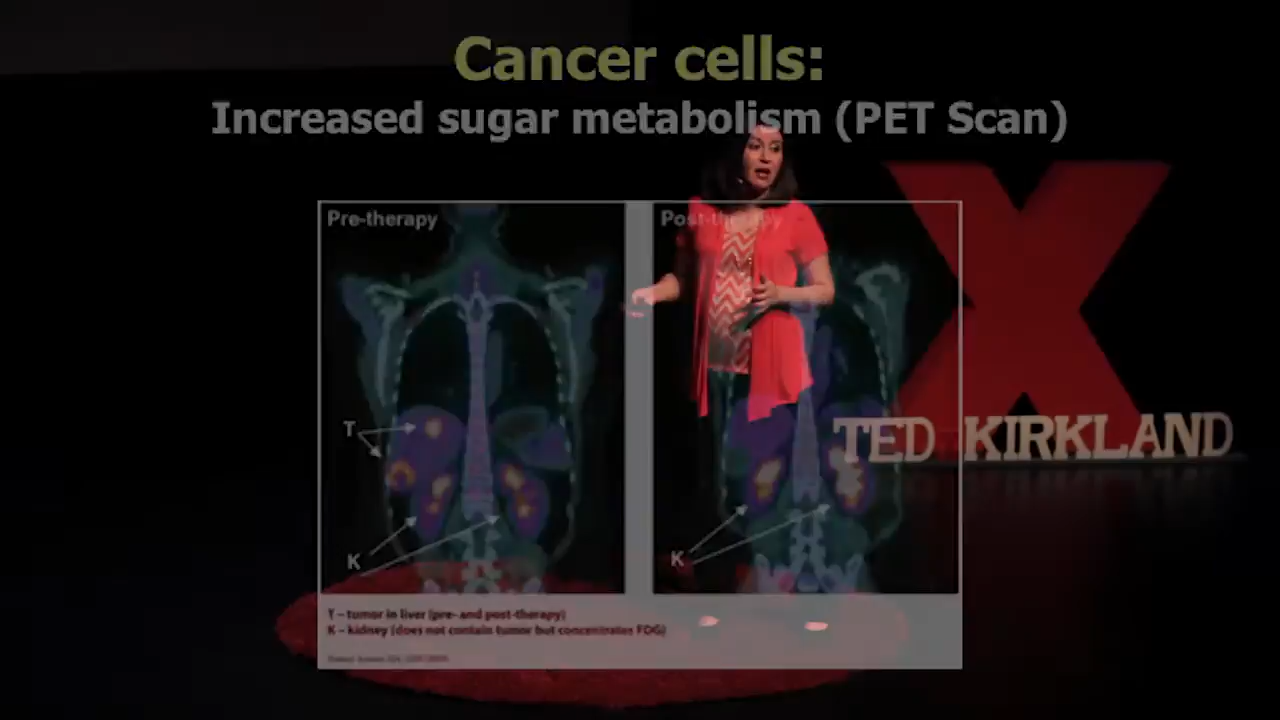 Cancer cells:
Increased sugar metabolism (PET Scan)
Pre-therapy
Post-therapy
T
K
K
T – tumor in liver (pre- and post-therapy)
K – kidney (does not contain tumor but concentrates FDG)
X
TED KIRKLAND